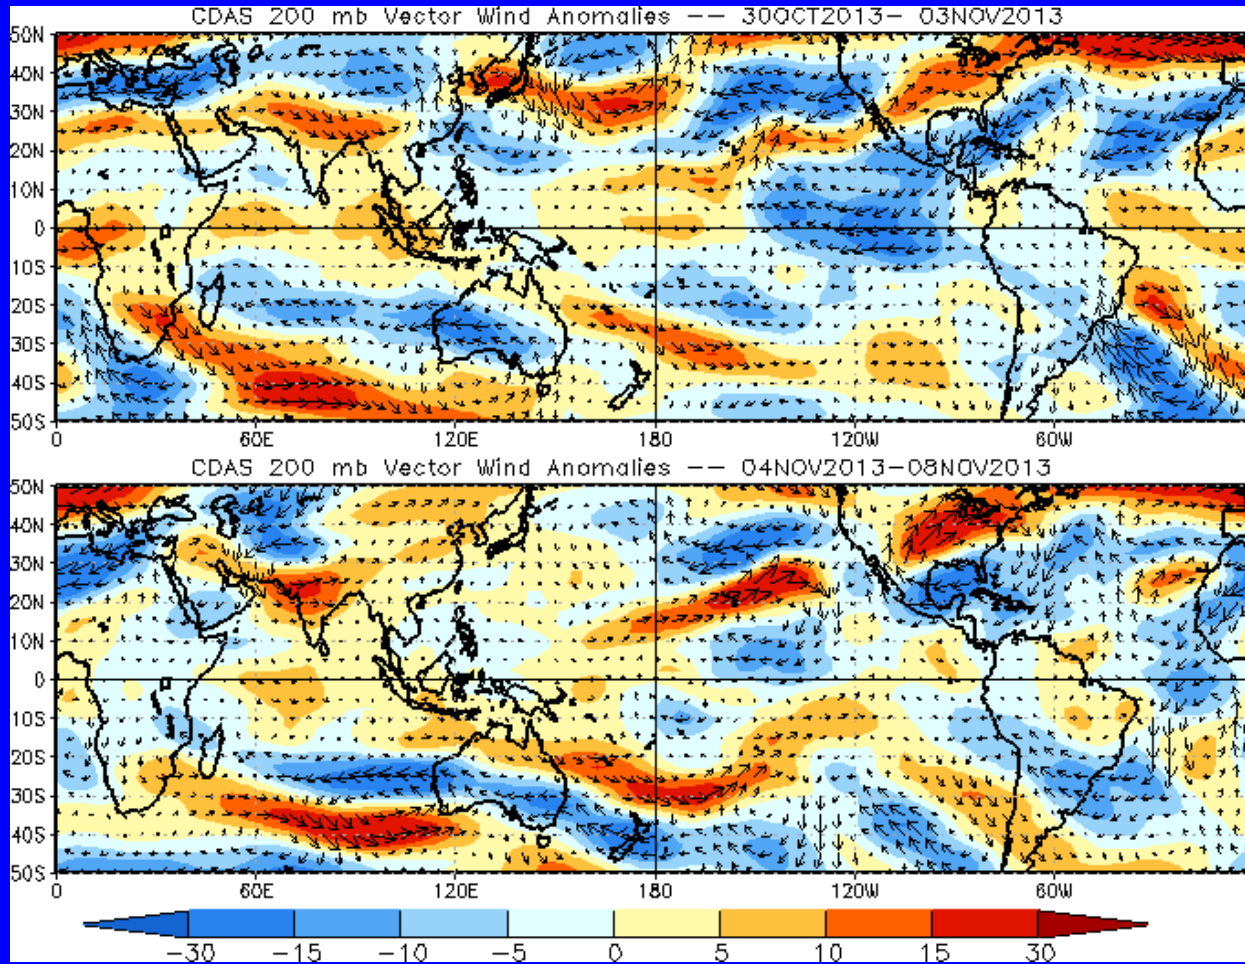 CDAS 200 mb Vector Wind Anomalies -- 30OCT2013- 03NOV2013
50N
40N
30N
20N
10N
0
10S
20S
30S
40S
50S
0 60E 120E 180 120W 60W
CDAS 200 mb Vector Wind Anomalies -- 04NOV2013-08NOV2013
50N
40N
30N
20N
10N
0
10S
20S
30S
40S
50S
0 60E 120E 180 120W 60W
-30 -15 -10 -5 0 5 10 15 30